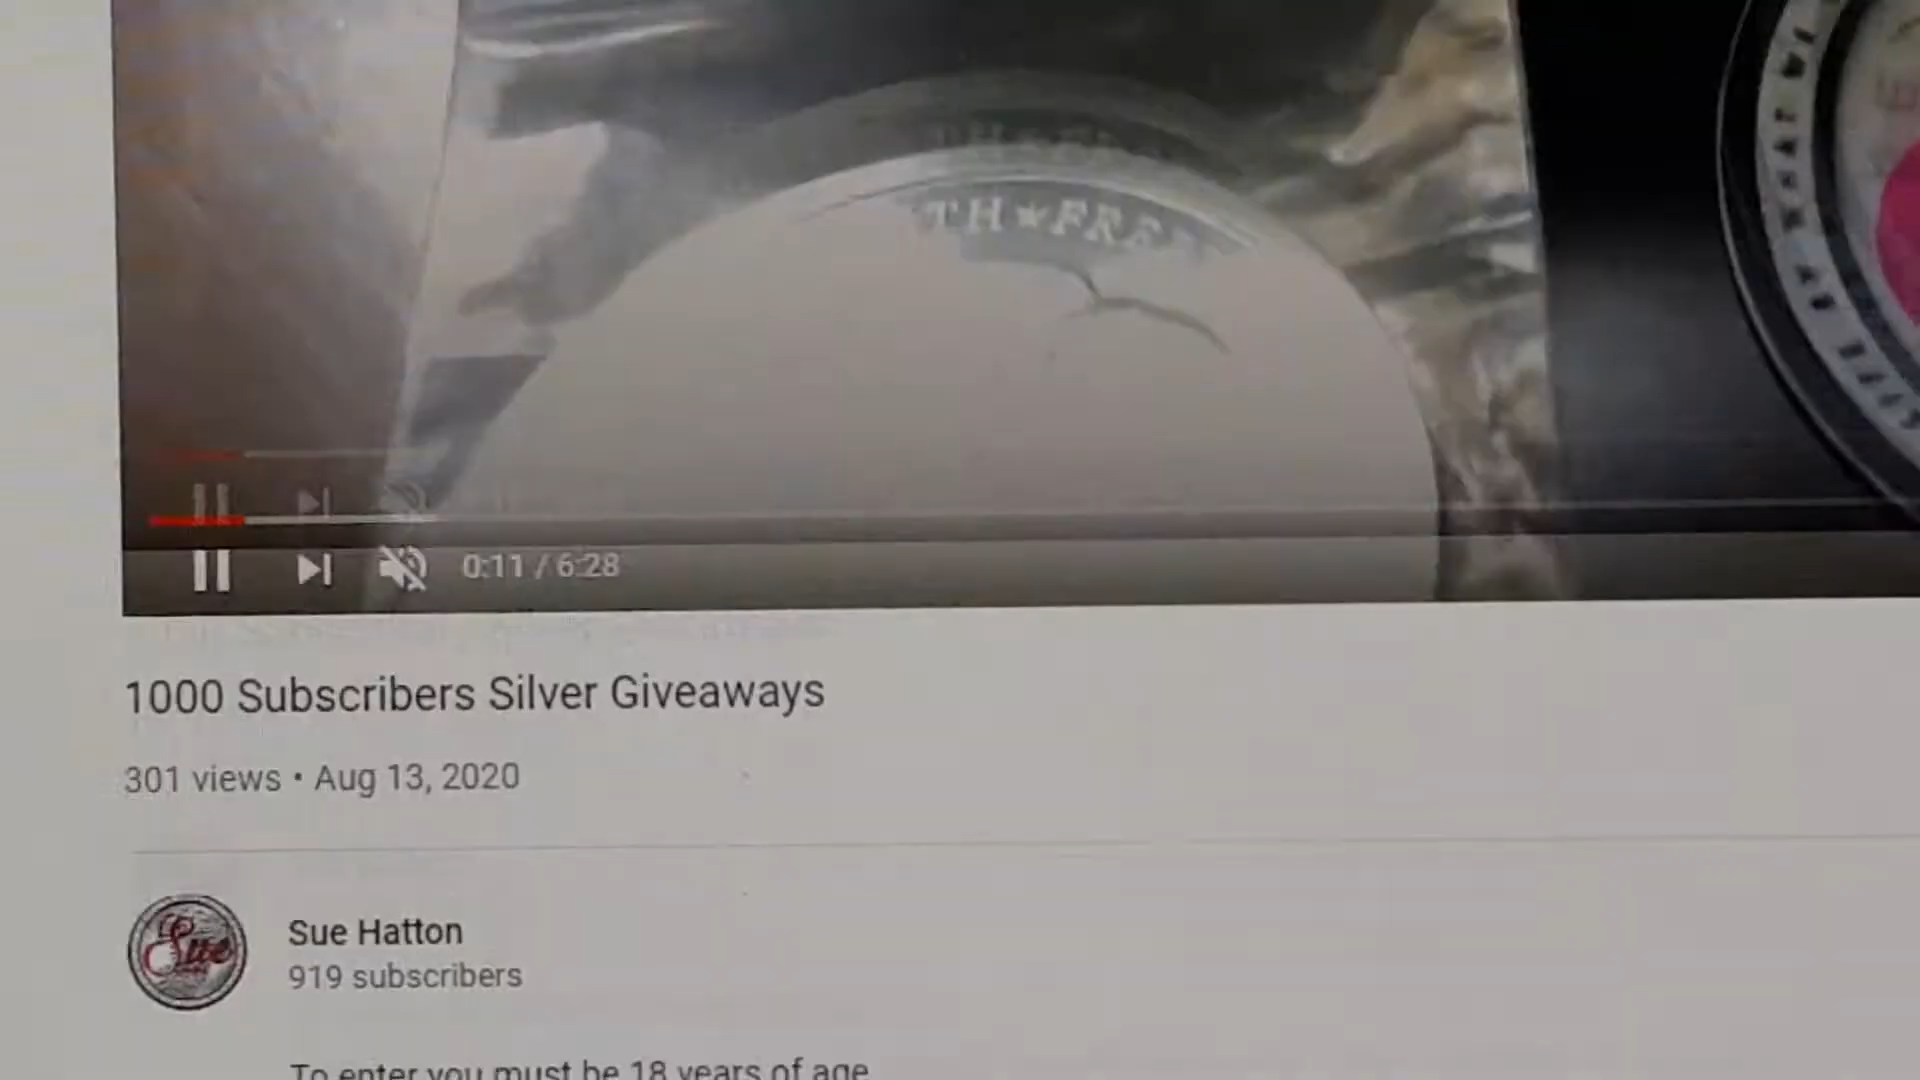 TH★FRE
0:11 / 6:28
1000 Subscribers Silver Giveaways
301 views • Aug 13, 2020
Sue
Sue Hatton
919 subscribers
To enter you must be 18 years of age